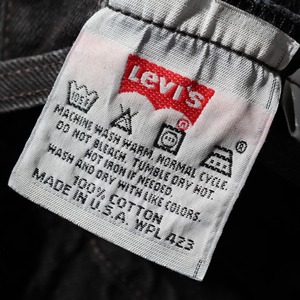 Levi's
®
105F
®
MACHINE WASH WARM, NORMAL CYCLE.
DO NOT BLEACH. TUMBLE DRY HOT.
HOT IRON IF NEEDED.
WASH AND DRY WITH LIKE COLORS.
100% COTTON
MADE IN U.S.A. WPL 423